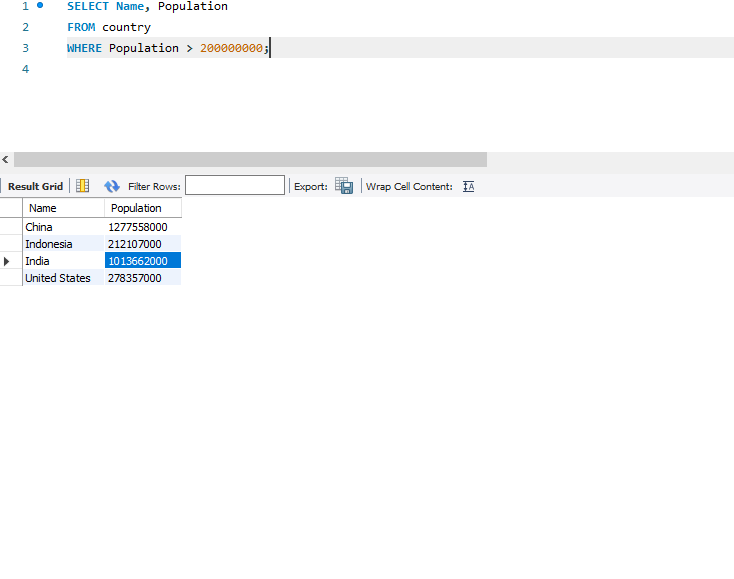 1 SELECT Name, Population
2 FROM country
3 WHERE Population > 200000000;
4
Result Grid Filter Rows: Export: Wrap Cell Content:
Name Population
China 1277558000
Indonesia 212107000
India 1013662000
United States 278357000